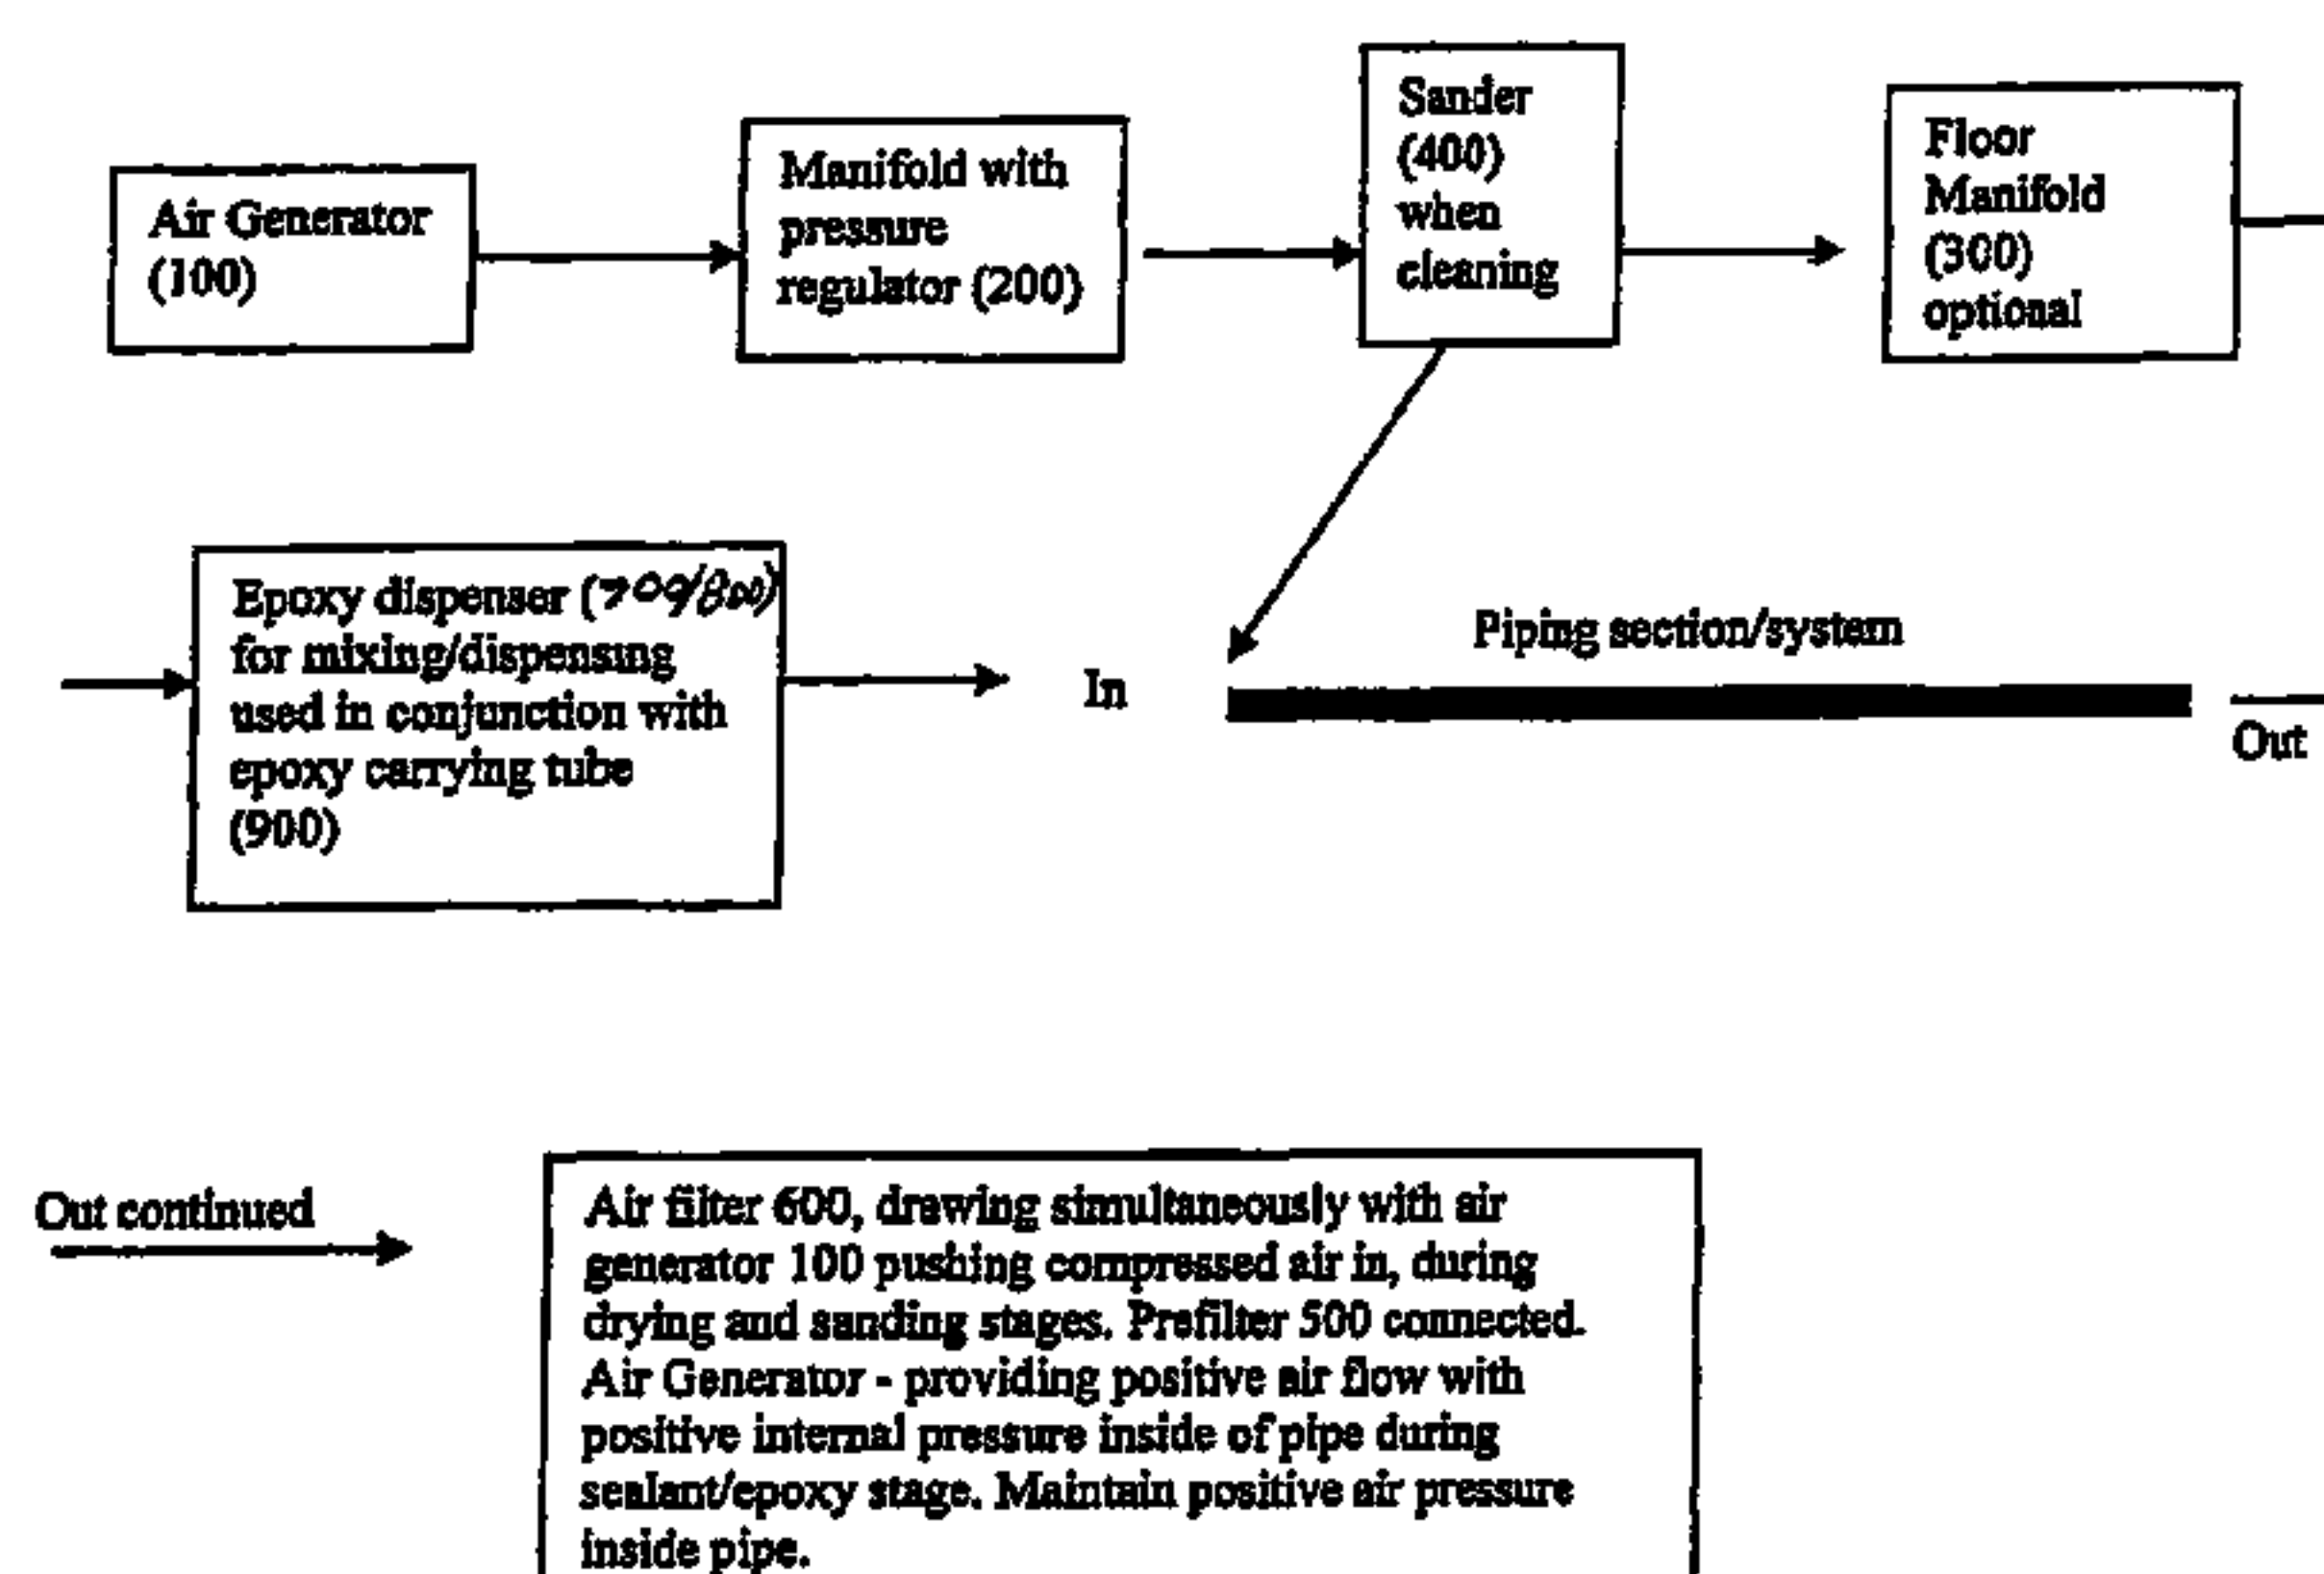 Air Generator
(100)
Manifold with
pressure
regulator (200)
Sander
(400)
when
cleaning
Floor
Manifold
(300)
optional
Epoxy dispenser (709/800)
for mixing/dispensing
used in conjunction with
epoxy carrying tube
(900)
In
Piping section/system
Out
Out continued
Air filter 600, drawing simultaneously with air
generator 100 pushing compressed air in, during
drying and sanding stages. Prefilter 500 connected.
Air Generator - providing positive air flow with
positive internal pressure inside of pipe during
sealant/epoxy stage. Maintain positive air pressure
inside pipe.